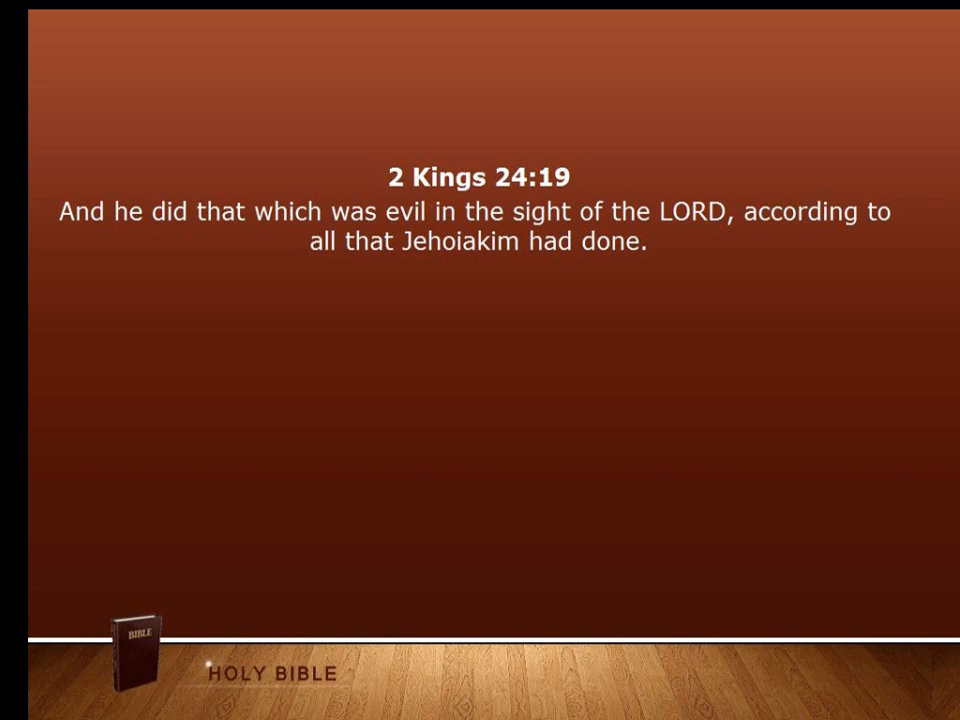 2 Kings 24:19
And he did that which was evil in the sight of the LORD, according to
all that Jehoiakim had done.
BIBLE
HOLY BIBLE